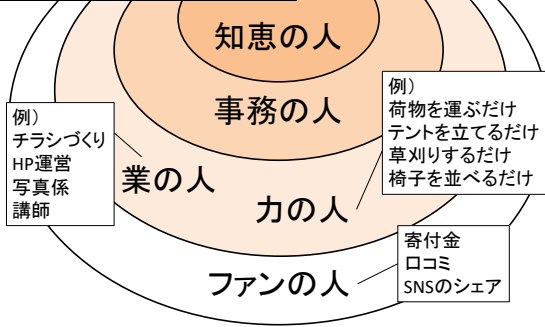 知恵の人
事務の人
業の人
力の人
ファンの人
例）
チラシづくり
HP運営
写真係
講師
例）
荷物を運ぶだけ
テントを立てるだけ
草刈りするだけ
椅子を並べるだけ
寄付金
口コミ
SNSのシェア